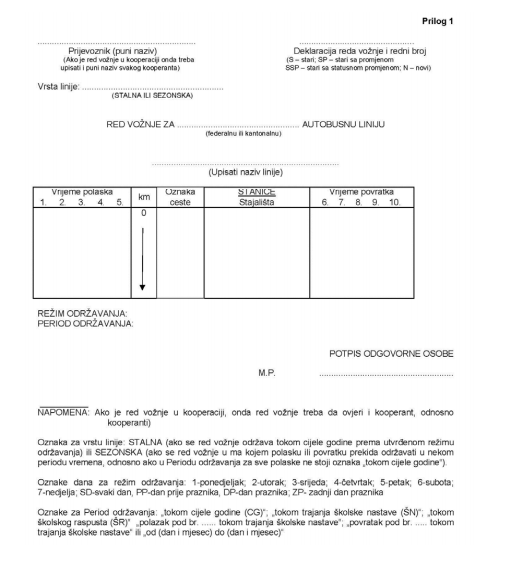 Prilog 1
............................................................
Prijevoznik (puni naziv)
(Ako je red vožnje u kooperaciji onda treba
upisati i puni naziv svakog kooperanta)
............................................
Deklaracija reda vožnje i redni broj
(S – stari; SP – stari sa promjenom
SSP – stari sa statusnom promjenom; N – novi)
Vrsta linije: ......................................................
(STALNA ILI SEZONSKA)
RED VOŽNJE ZA ............................................... AUTOBUSNU LINIJU
(federalnu ili kantonalnu)
........................................................................
(Upisati naziv linije)
Vrijeme polaska km Oznaka STANICE Vrijeme povratka
1. 2. 3. 4. 5. ceste Stajališta 6. 7. 8. 9. 10.
0
REŽIM ODRŽAVANJA:
PERIOD ODRŽAVANJA:
POTPIS ODGOVORNE OSOBE
M.P. ....................................................
NAPOMENA: Ako je red vožnje u kooperaciji, onda red vožnje treba da ovjeri i kooperant, odnosno
kooperanti)
Oznaka za vrstu linije: STALNA (ako se red vožnje održava tokom cijele godine prema utvrđenom režimu
održavanja) ili SEZONSKA (ako se red vožnje u ma kojem polasku ili povratku prekida održavati u nekom
periodu vremena, odnosno ako u Periodu održavanja za sve polaske ne stoji oznaka „tokom cijele godine“).
Oznake dana za režim održavanja: 1-ponedjeljak; 2-utorak; 3-srijeda; 4-četvrtak; 5-petak; 6-subota;
7-nedjelja; SD-svaki dan, PP-dan prije praznika, DP-dan praznika; ZP- zadnji dan praznika
Oznake za Period održavanja: „tokom cijele godine (CG)“; „tokom trajanja školske nastave (ŠN)“; „tokom
školskog raspusta (ŠR)“ „polazak pod br. ...... tokom trajanja školske nastave“; „povratak pod br. ..... tokom
trajanja školske nastave“ ili „od (dan i mjesec) do (dan i mjesec)“